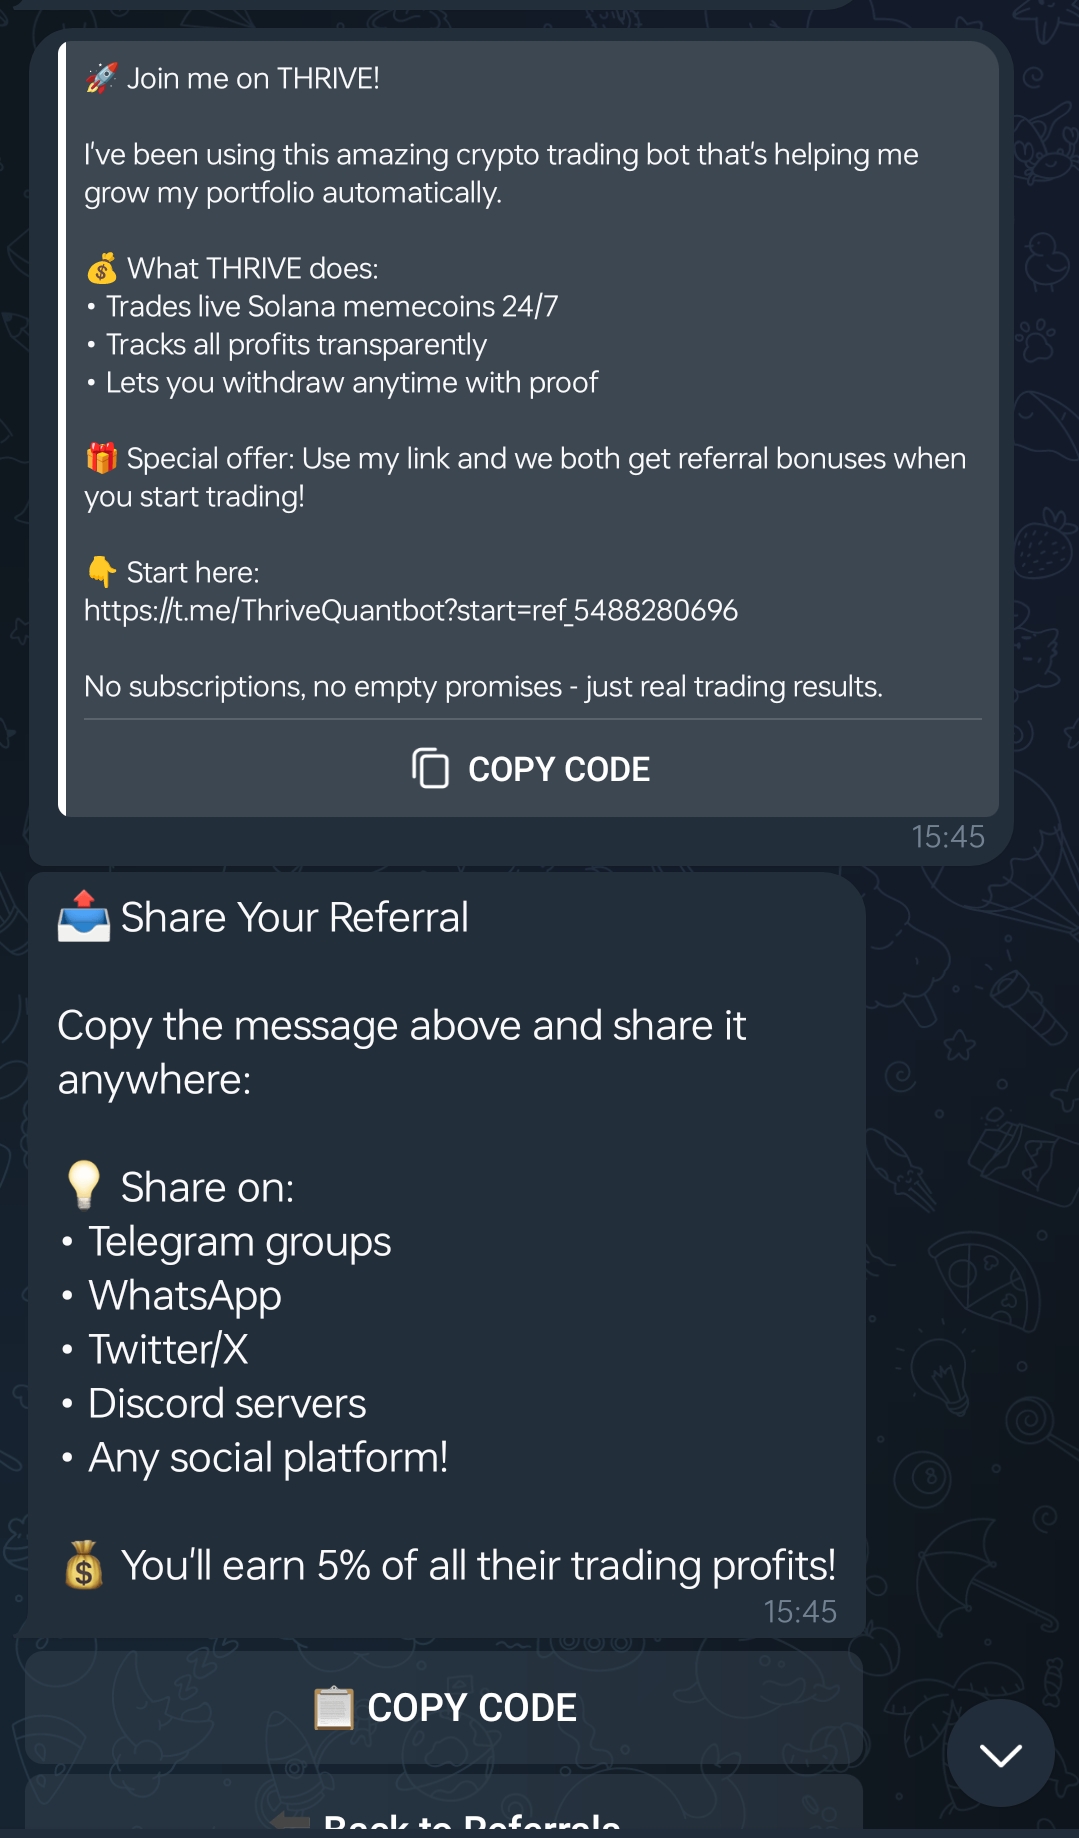 🚀 Join me on THRIVE!
I've been using this amazing crypto trading bot that's helping me
grow my portfolio automatically.
💰 What THRIVE does:
• Trades live Solana memecoins 24/7
• Tracks all profits transparently
• Lets you withdraw anytime with proof
🎁 Special offer: Use my link and we both get referral bonuses when
you start trading!
👇 Start here:
https://t.me/ThriveQuantbot?start=ref_5488280696
No subscriptions, no empty promises - just real trading results.
COPY CODE
15:45
📤 Share Your Referral
Copy the message above and share it
anywhere:
💡 Share on:
• Telegram groups
• WhatsApp
• Twitter/X
• Discord servers
• Any social platform!
💰 You'll earn 5% of all their trading profits!
15:45
📋 COPY CODE
Back to Referrals